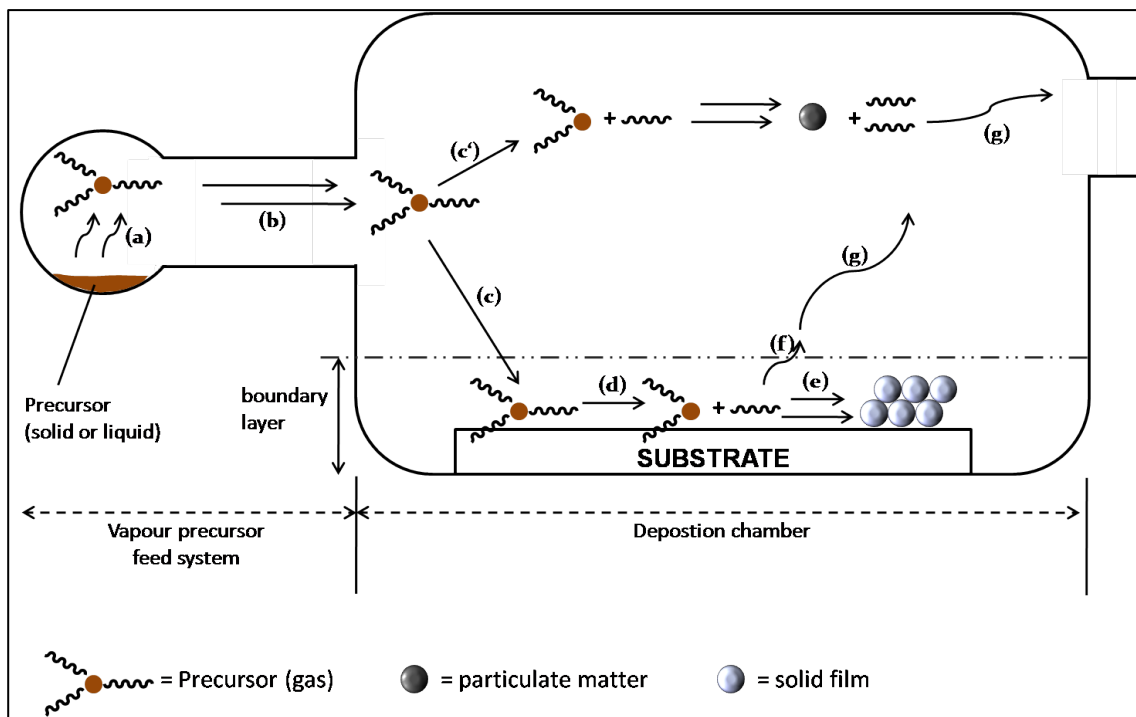 (c')
+
+
(g)
(a)
(b)
(g)
(c)
(f)
(d)
+
(e)
boundary
layer
Precursor
(solid or liquid)
SUBSTRATE
Vapour precursor
feed system
Depostion chamber
= Precursor (gas)
= particulate matter
= solid film